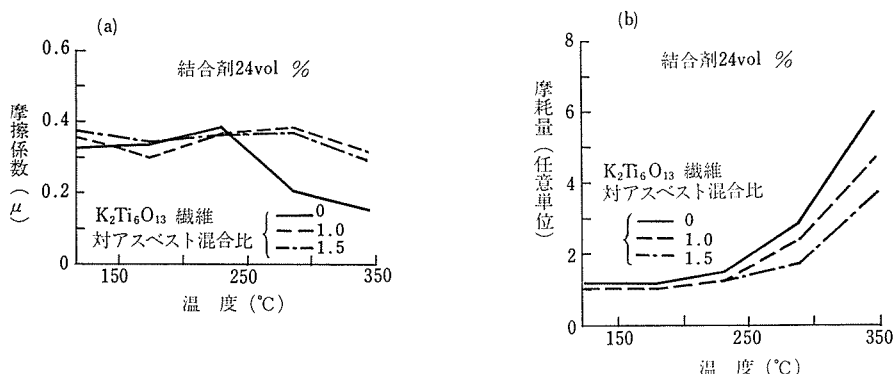 (a)
0.6
0.4
0.2
0
摩擦係数(μ)
結合剤24vol %
K₂Ti₆O₁₃ 繊維
対アスベスト混合比
0
1.0
1.5
150
250
350
温 度(℃)
(b)
8
6
4
2
0
摩耗量(任意単位)
結合剤24vol %
K₂Ti₆O₁₃ 繊維
対アスベスト混合比
0
1.0
1.5
150
250
350
温 度(℃)